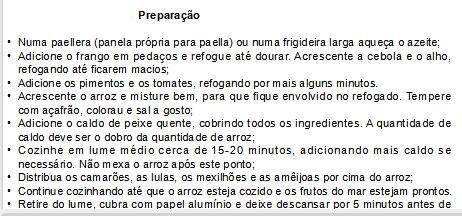 Preparação
• Numa paellera (panela própria para paella) ou numa frigideira larga aqueça o azeite;
• Adicione o frango em pedaços e refogue até dourar. Acrescente a cebola e o alho,
refogando até ficarem macios;
• Adicione os pimentos e os tomates, refogando por mais alguns minutos.
• Acrescente o arroz e misture bem, para que fique envolvido no refogado. Tempere
com açafrão, colorau e sal a gosto;
• Adicione o caldo de peixe quente, cobrindo todos os ingredientes. A quantidade de
caldo deve ser o dobro da quantidade de arroz;
• Cozinhe em lume médio cerca de 15-20 minutos, adicionando mais caldo se
necessário. Não mexa o arroz após este ponto;
• Distribua os camarões, as lulas, os mexilhões e as amêijoas por cima do arroz;
• Continue cozinhando até que o arroz esteja cozido e os frutos do mar estejam prontos.
• Retire do lume, cubra com papel alumínio e deixe descansar por 5 minutos antes de